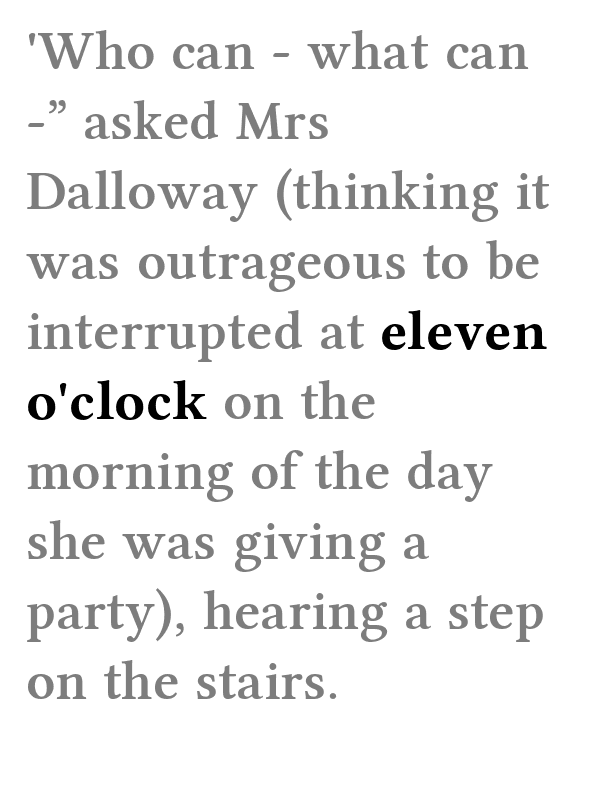 'Who can - what can
-” asked Mrs
Dalloway (thinking it
was outrageous to be
interrupted at eleven
o'clock on the
morning of the day
she was giving a
party), hearing a step
on the stairs.